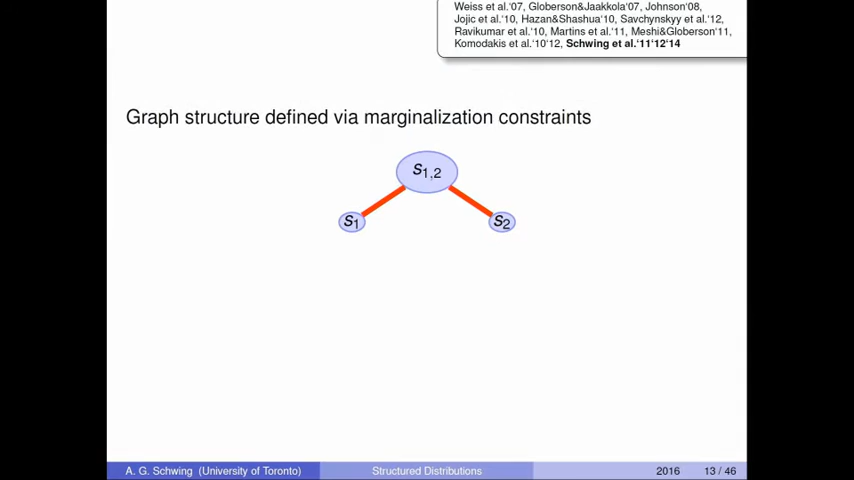 Weiss et al.'07, Globerson&Jaakkola'07, Johnson'08,
Jojic et al.'10, Hazan&Shashua'10, Savchynskyy et al.'12,
Ravikumar et al.'10, Martins et al.'11, Meshi&Globerson'11,
Komodakis et al.'10'12, Schwing et al.'11'12'14
Graph structure defined via marginalization constraints
s1,2
s1
s2
A. G. Schwing (University of Toronto) Structured Distributions 2016 13 / 46